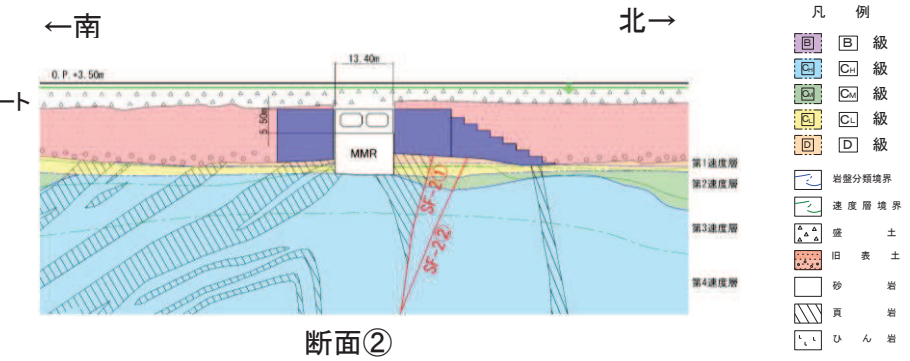 ←南
北→
13.40m
O.P.+3.50m
ート
5.50m
MMR
SF-2 1
SF-2 2
第1速度層
第2速度層
第3速度層
第4速度層
断面②
凡 例
B B 級
CH CH 級
CM CM 級
CL CL 級
D D 級
岩盤分類境界
速度層境界
盛 土
旧 表 土
砂 岩
頁 岩
ひ ん 岩